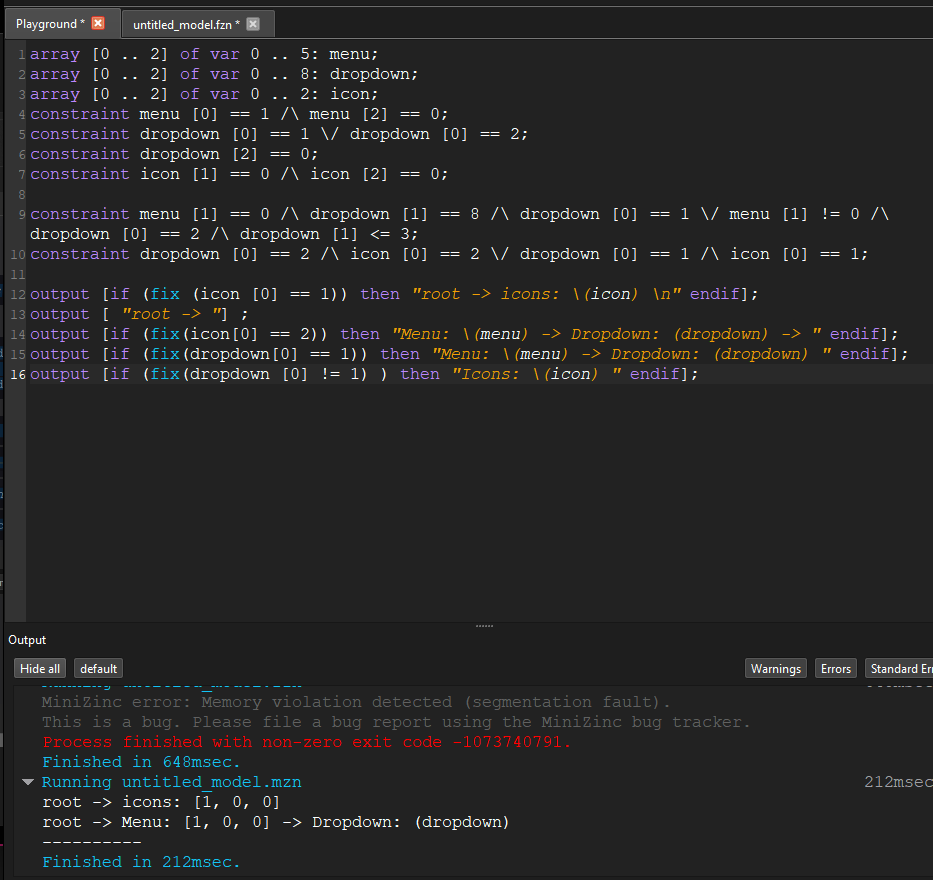 Playground * untitled_model.fzn *
1 array [0 .. 2] of var 0 .. 5: menu;
2 array [0 .. 2] of var 0 .. 8: dropdown;
3 array [0 .. 2] of var 0 .. 2: icon;
4 constraint menu [0] == 1 /\ menu [2] == 0;
5 constraint dropdown [0] == 1 \/ dropdown [0] == 2;
6 constraint dropdown [2] == 0;
7 constraint icon [1] == 0 /\ icon [2] == 0;
8
9 constraint menu [1] == 0 /\ dropdown [1] == 8 /\ dropdown [0] == 1 \/ menu [1] != 0 /\
dropdown [0] == 2 /\ dropdown [1] <= 3;
10 constraint dropdown [0] == 2 /\ icon [0] == 2 \/ dropdown [0] == 1 /\ icon [0] == 1;
11
12 output [if (fix (icon [0] == 1)) then "root -> icons: \(icon) \n" endif];
13 output [ "root -> "] ;
14 output [if (fix(icon[0] == 2)) then "Menu: \(menu) -> Dropdown: (dropdown) -> " endif];
15 output [if (fix(dropdown[0] == 1)) then "Menu: \(menu) -> Dropdown: (dropdown) " endif];
16 output [if (fix(dropdown [0] != 1) ) then "Icons: \(icon) " endif];
Output
Hide all default Warnings Errors Standard Er
MiniZinc error: Memory violation detected (segmentation fault).
This is a bug. Please file a bug report using the MiniZinc bug tracker.
Process finished with non-zero exit code -1073740791.
Finished in 648msec.
Running untitled_model.mzn 212msec
root -> icons: [1, 0, 0]
root -> Menu: [1, 0, 0] -> Dropdown: (dropdown)
----------
Finished in 212msec.